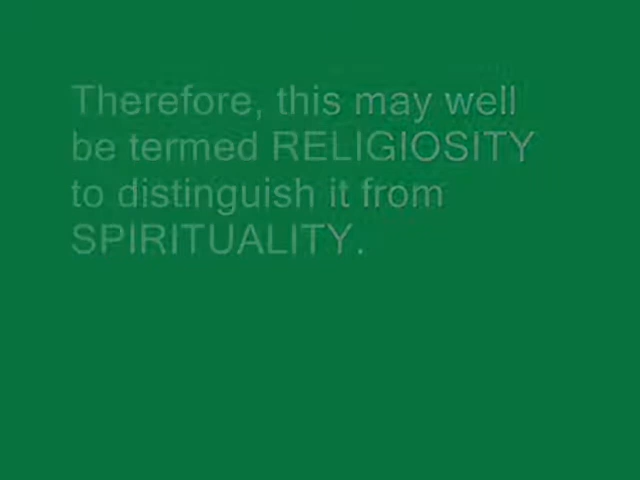 Therefore, this may well
be termed RELIGIOSITY
to distinguish it from
SPIRITUALITY.